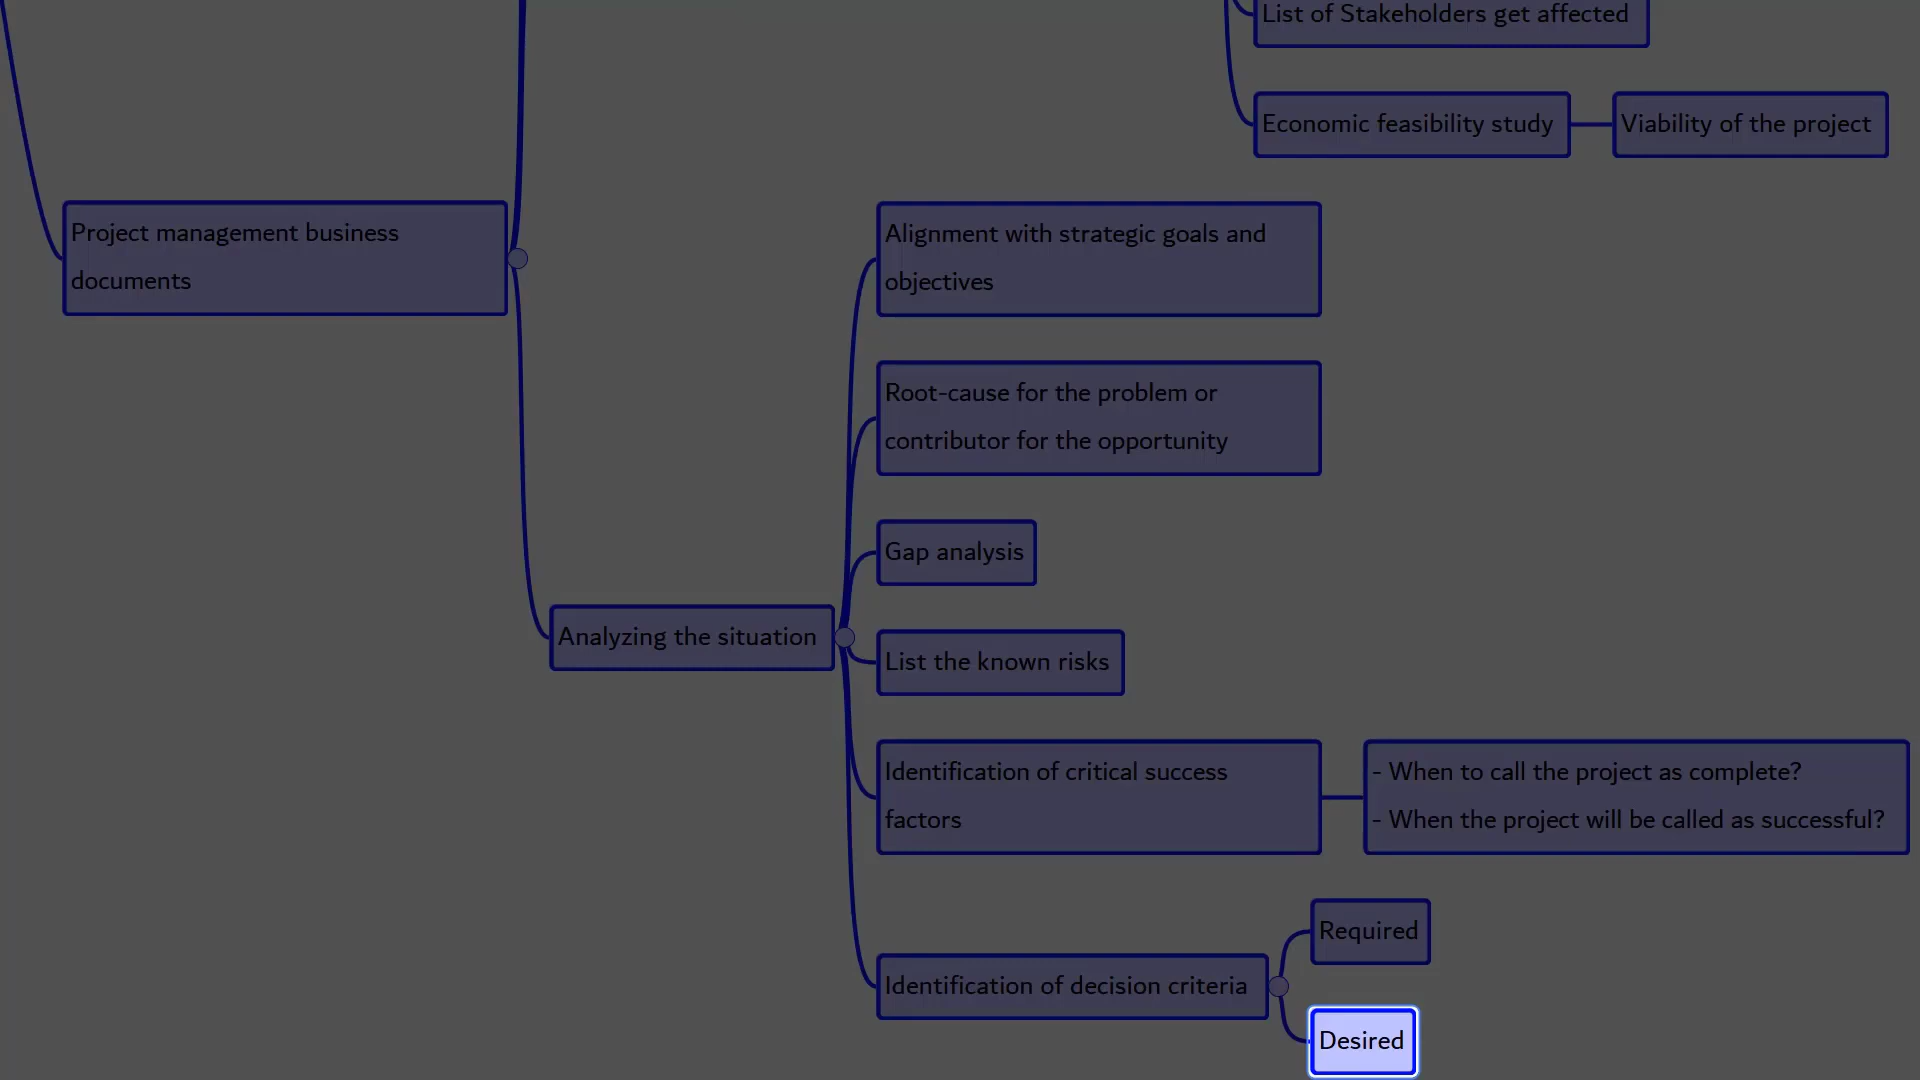 List of Stakeholders get affected
Economic feasibility study
Viability of the project
Project management business
documents
Alignment with strategic goals and
objectives
Root-cause for the problem or
contributor for the opportunity
Gap analysis
Analyzing the situation
List the known risks
Identification of critical success
factors
- When to call the project as complete?
- When the project will be called as successful?
Identification of decision criteria
Required
Desired